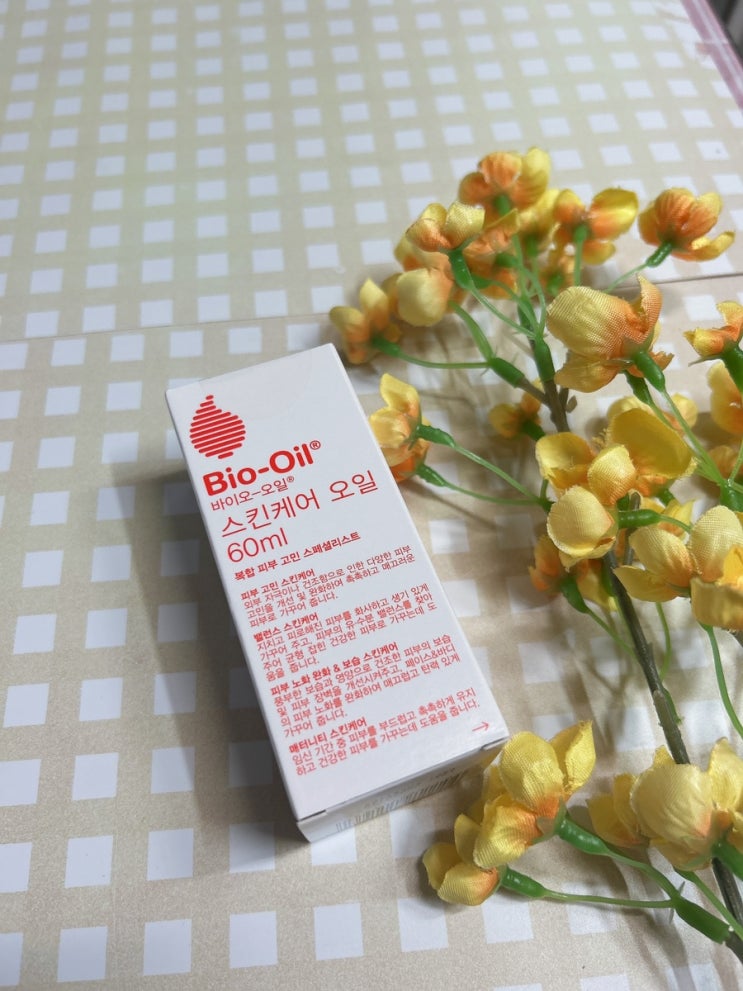 Bio-Oil®
바이오-오일®
스킨케어 오일
60ml
복합 피부 고민 스페셜리스트
피부 고민 스킨케어
외부 자극이나 건조함으로 인한 다양한 피부
고민을 개선 및 완화하여 촉촉하고 매끄러운
피부로 가꾸어 줍니다.
밸런스 스킨케어
지치고 피로해진 피부를 화사하고 생기 있게
가꾸어 주고, 피부의 유수분 밸런스를 찾아
주어 균형 잡힌 건강한 피부로 가꾸는데 도
움을 줍니다.
피부 노화 완화 & 보습 스킨케어
풍부한 보습과 영양으로 건조한 피부의 보습
및 피부 장벽을 개선시켜주고, 페이스&바디
의 피부 노화를 완화하여 매끄럽고 탄력 있게
가꾸어 줍니다.
매터니티 스킨케어
임신 기간 중 피부를 부드럽고 촉촉하게 유지
하고 건강한 피부를 가꾸는데 도움을 줍니다.